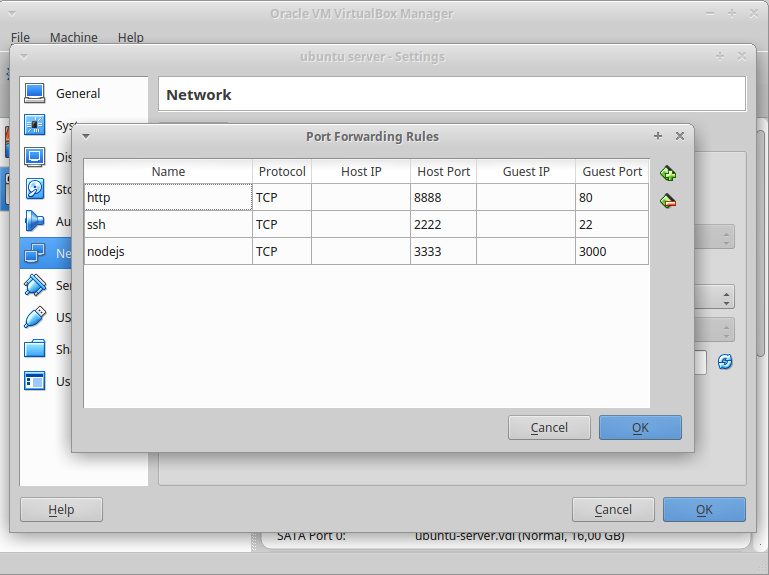 Oracle VM VirtualBox Manager
File Machine Help
ubuntu server - Settings
General
Network
Sys
Port Forwarding Rules
Dis
Name Protocol Host IP Host Port Guest IP Guest Port
Sto
http TCP 8888 80
Au
ssh TCP 2222 22
Ne
nodejs TCP 3333 3000
Ser
US
Sha
Us
Cancel OK
Help Cancel OK
SATA Port 0: ubuntu-server.vdi (Normal, 16,00 GB)